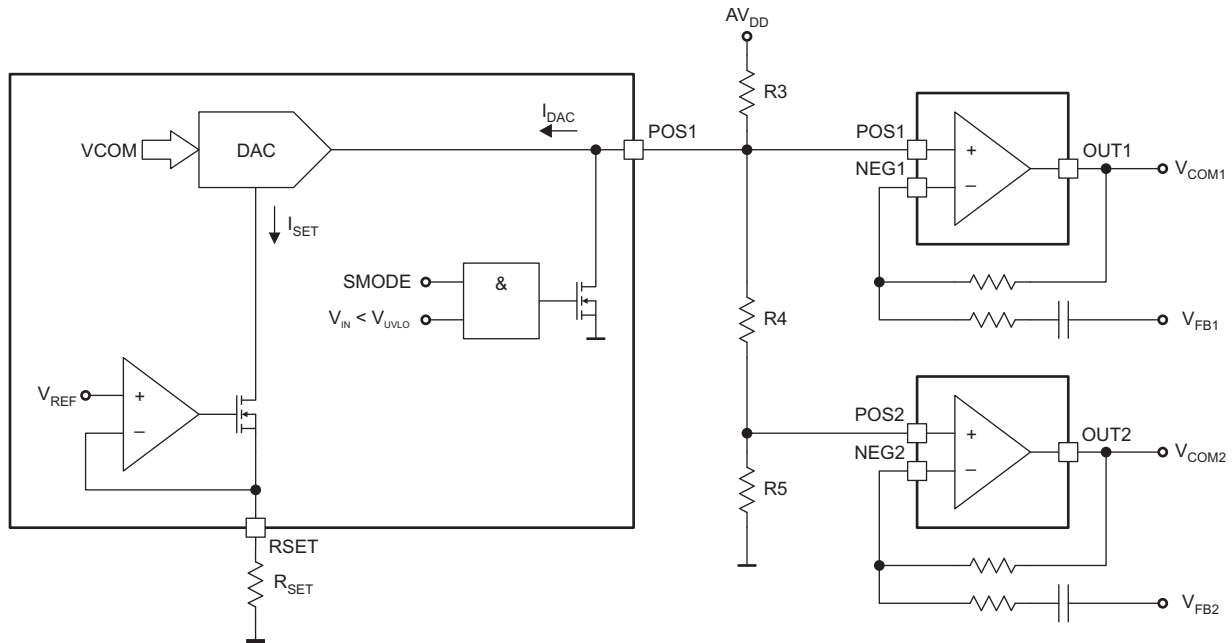 AVDD
R3
IDAC
POS1
POS1
NEG1
OUT1
VCOM1
VCOM
DAC
ISET
SMODE
&
VIN < VUVLO
R4
VFB1
VREF
+
−
+
−
POS2
NEG2
OUT2
VCOM2
+
−
R5
RSET
RSET
VFB2